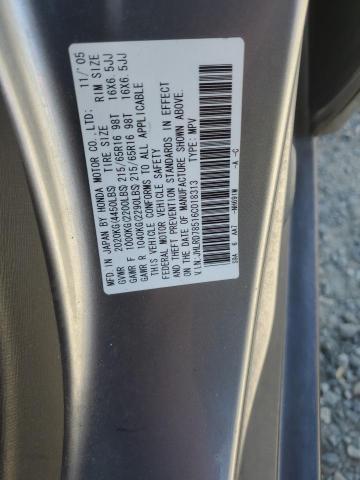 MFD. IN JAPAN BY HONDA MOTOR CO., LTD. 11/'05
TIRE SIZE RIM SIZE
GVWR 2020KG(4450LBS)
GAWR F 1000KG(2200LBS) 215/65R16 98T 16X6.5JJ
GAWR R 1040KG(2290LBS) 215/65R16 98T 16X6.5JJ
THIS VEHICLE CONFORMS TO ALL APPLICABLE
FEDERAL MOTOR VEHICLE SAFETY
AND THEFT PREVENTION STANDARDS IN EFFECT
ON THE DATE OF MANUFACTURE SHOWN ABOVE.
V.I.N. JHLRD78516C018313 TYPE: MPV